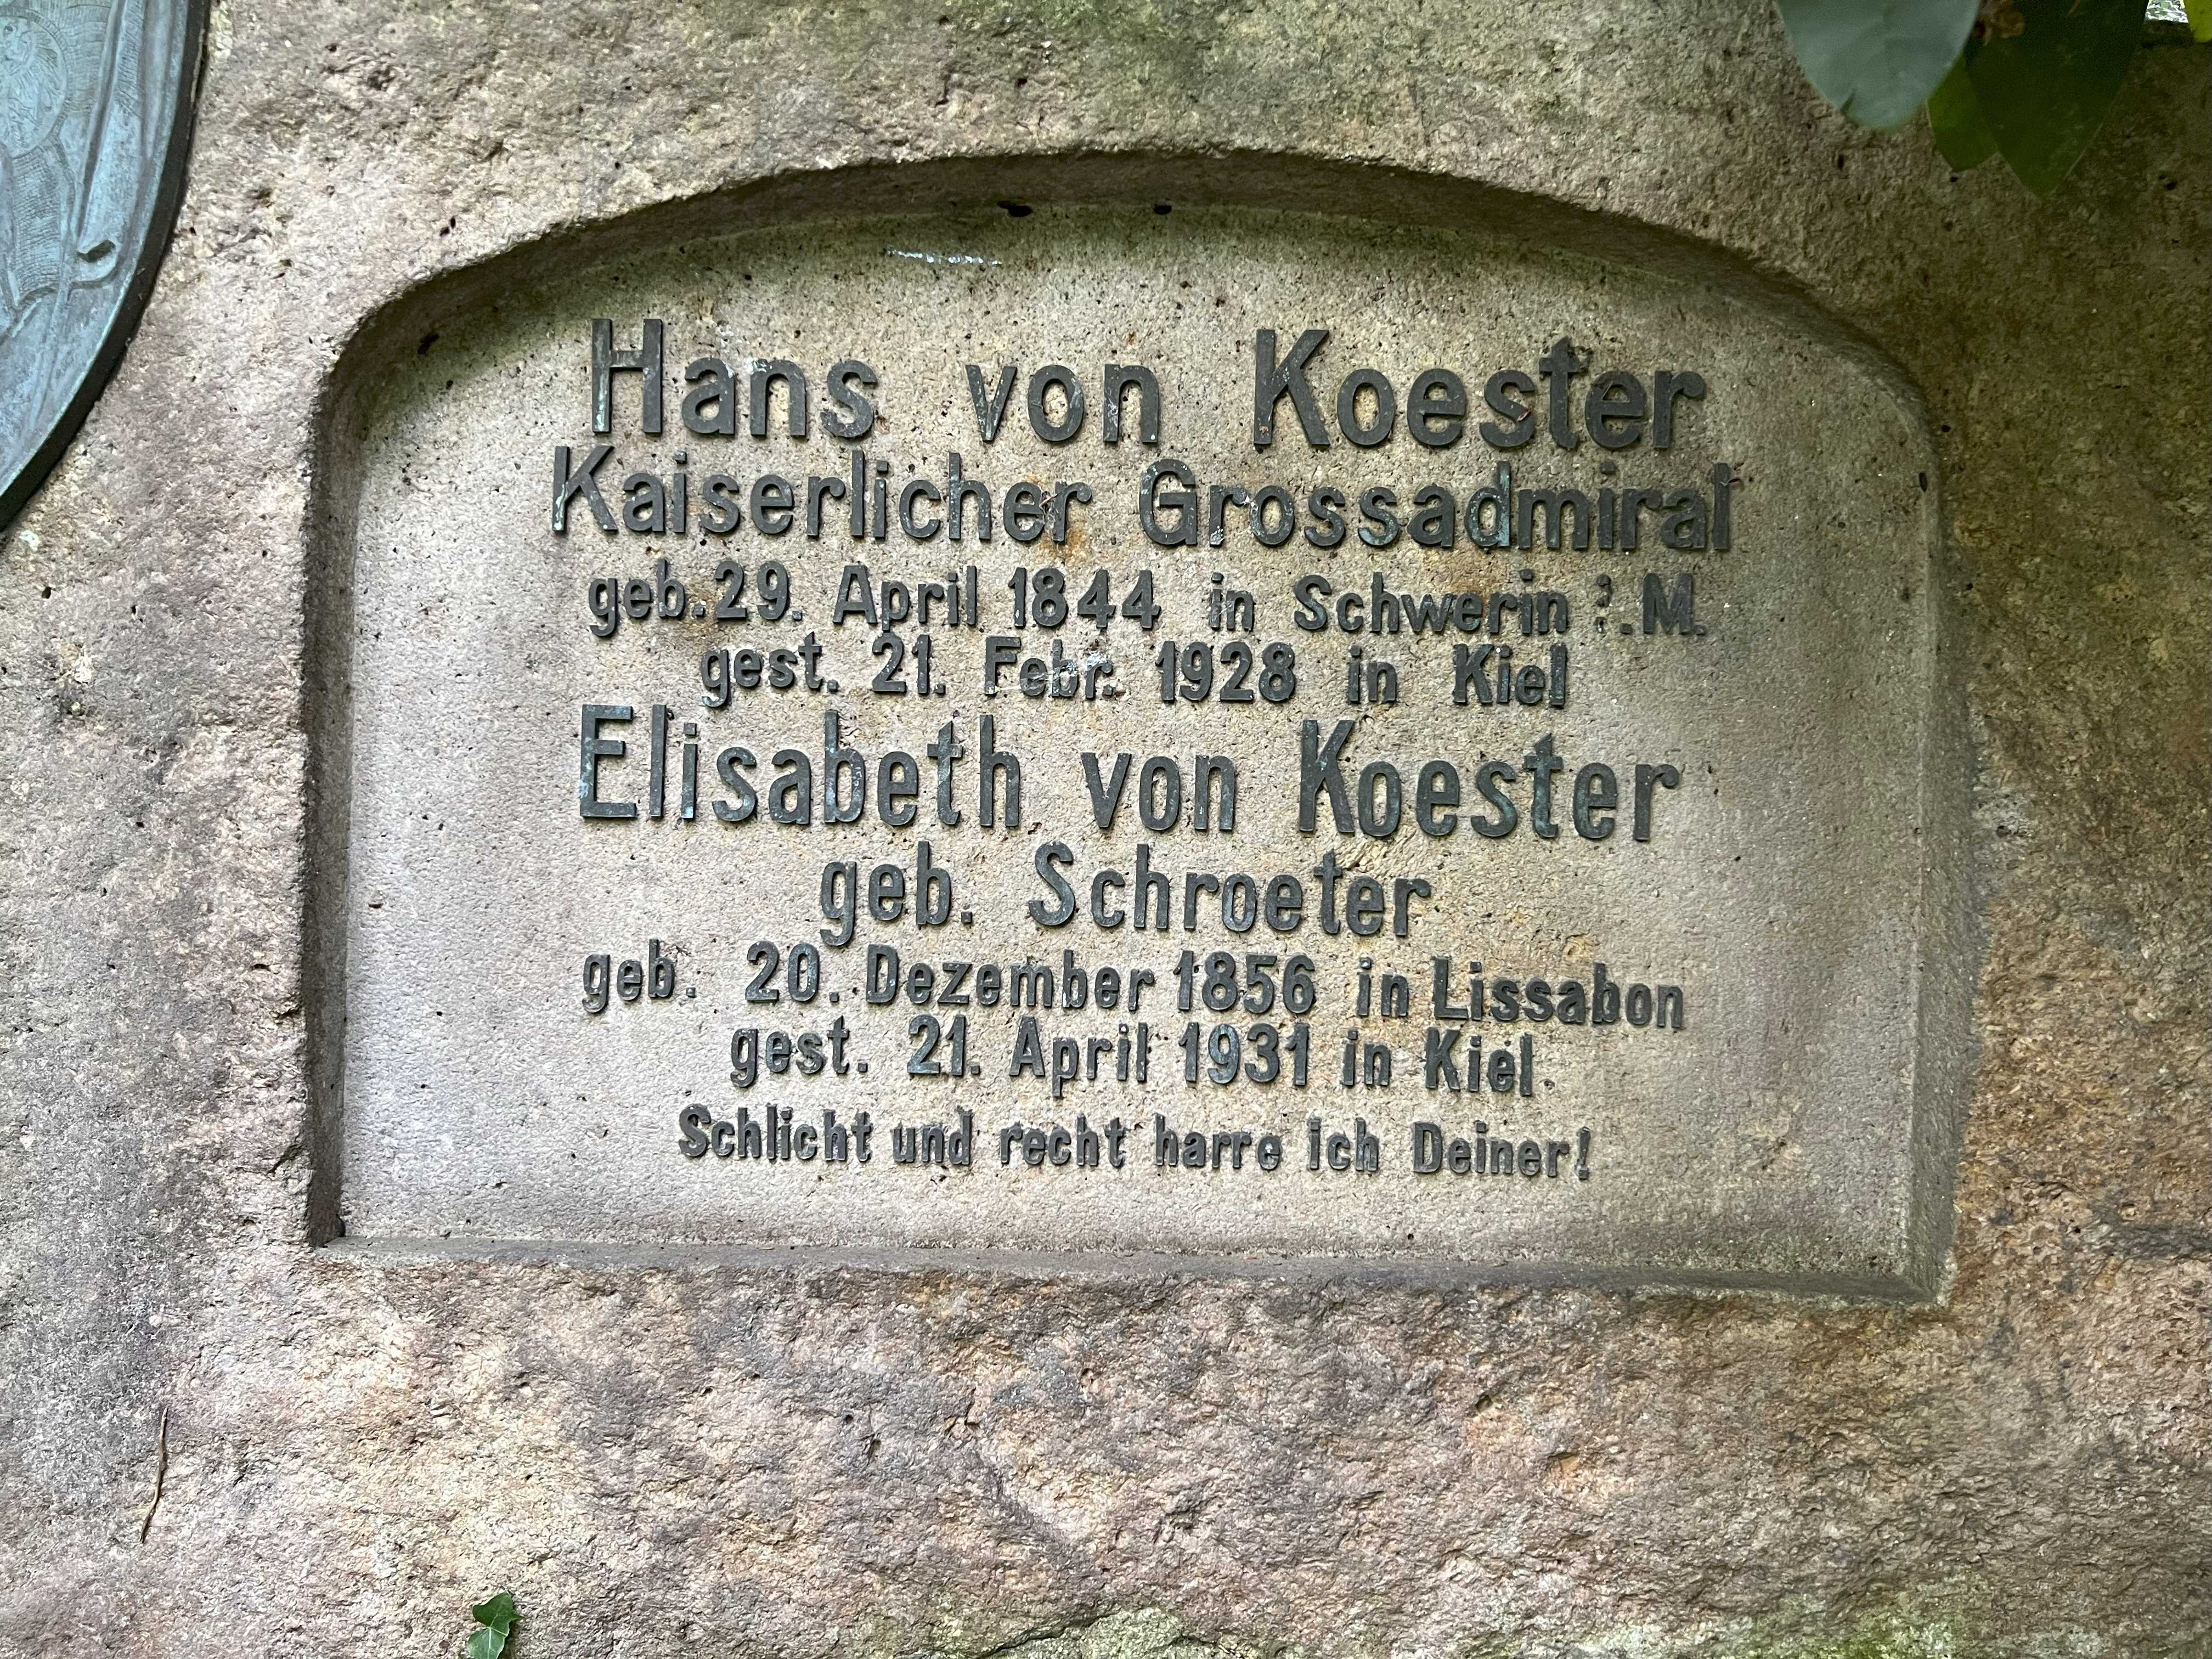 Hans von Koester
Kaiserlicher Grossadmiral
geb. 29. April 1844 in Schwerin i. M.
gest. 21. Febr. 1928 in Kiel
Elisabeth von Koester
geb. Schroeter
geb. 20. Dezember 1856 in Lissabon
gest. 21. April 1931 in Kiel.
Schlicht und recht harre ich Deiner!